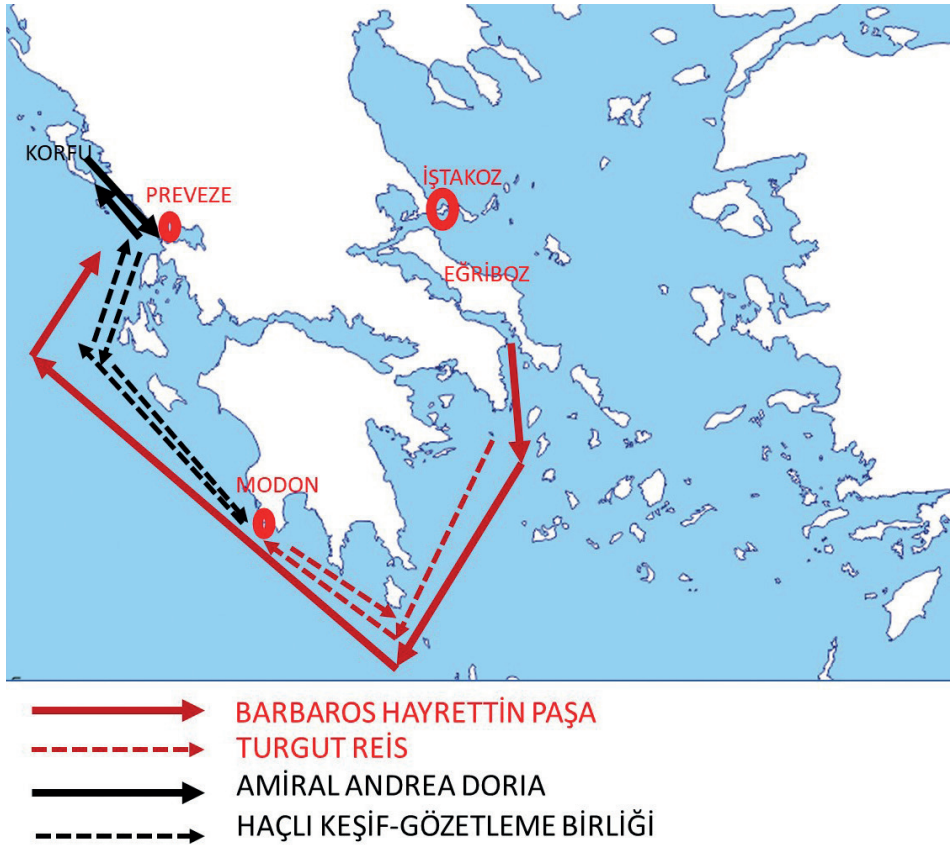 KORFU
PREVEZE
İŞTAKOZ
EĞRİBOZ
MODON
BARBAROS HAYRETTİN PAŞA
TURGUT REİS
AMİRAL ANDREA DORIA
HAÇLI KEŞİF-GÖZETLEME BİRLİĞİ